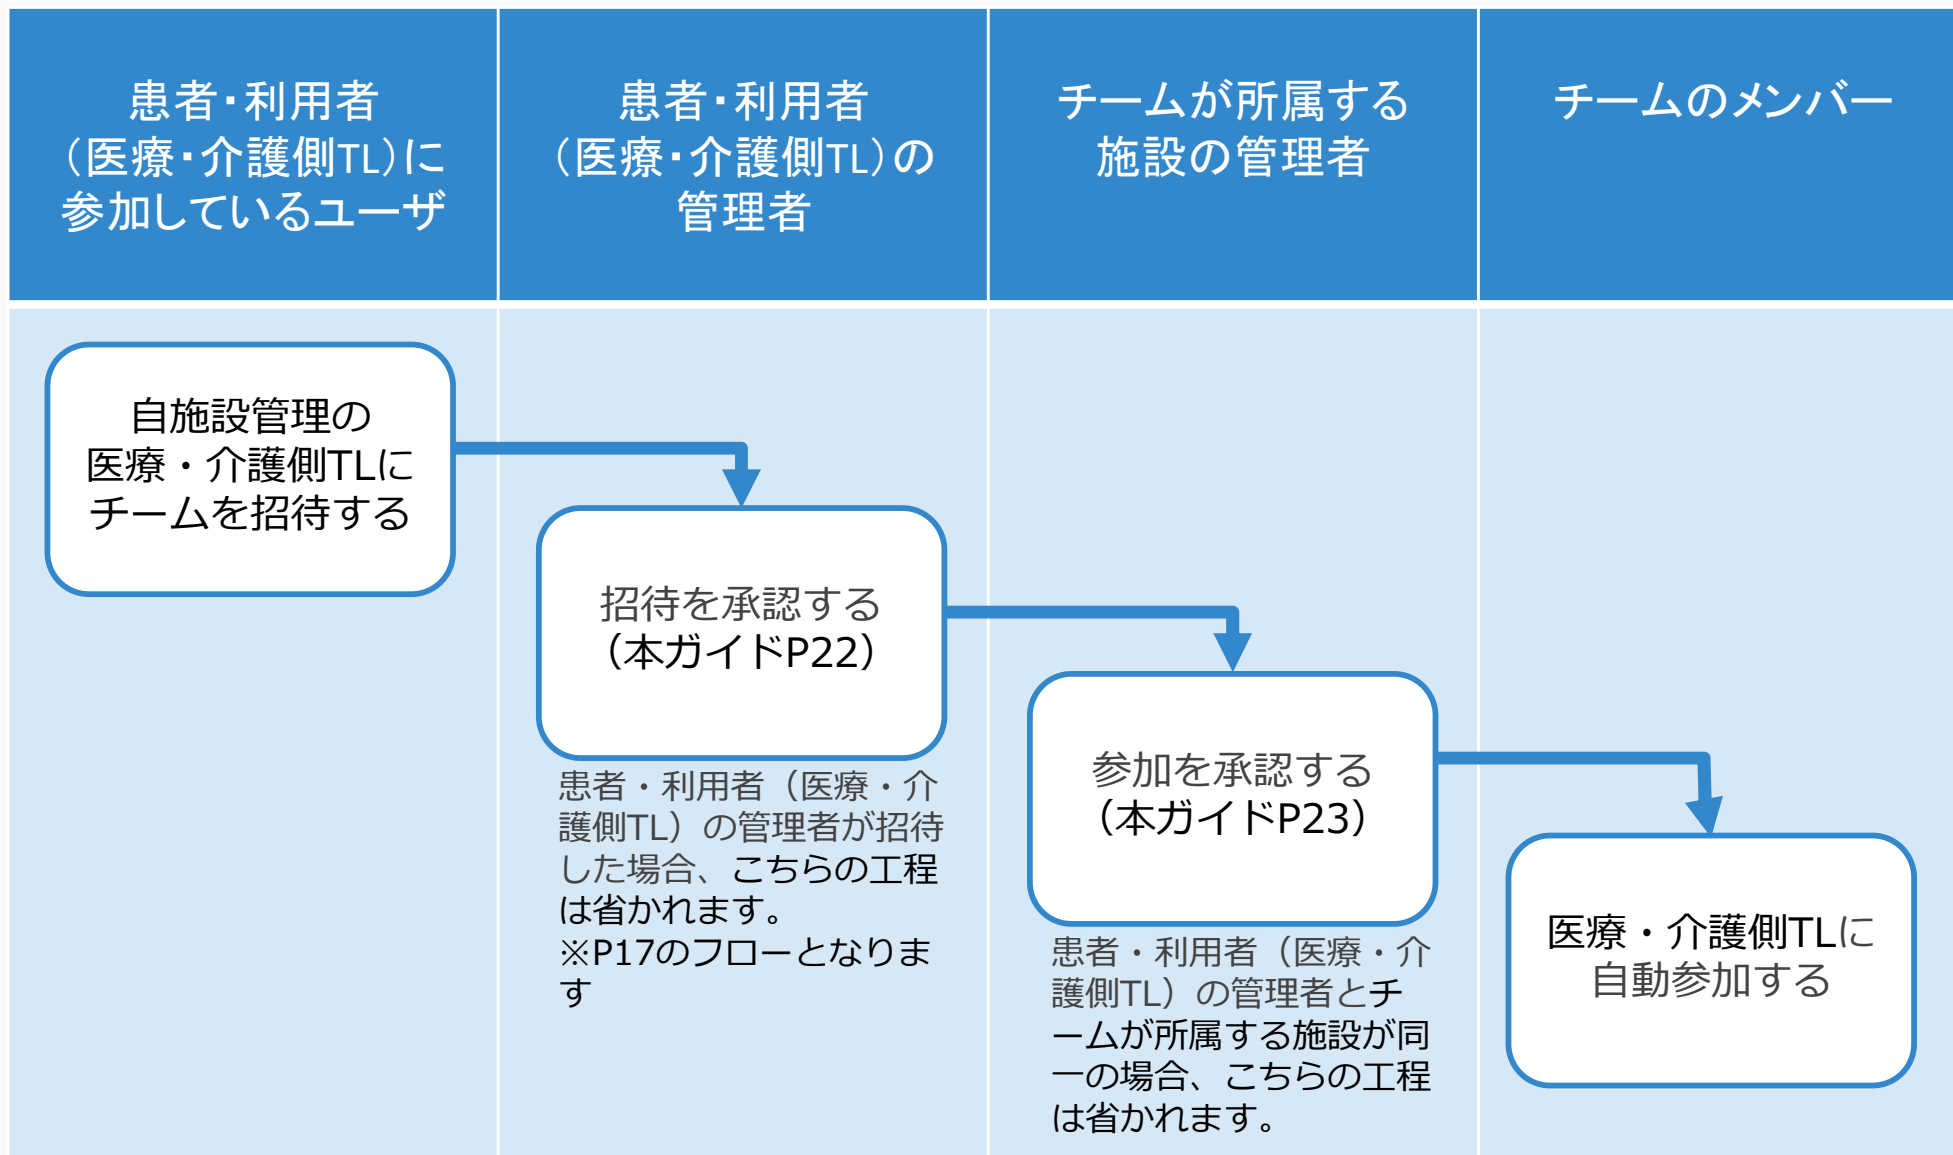 患者・利用者
（医療・介護側TL）に
参加しているユーザ
患者・利用者
（医療・介護側TL）の
管理者
チームが所属する
施設の管理者
チームのメンバー
自施設管理の
医療・介護側TLに
チームを招待する
招待を承認する
（本ガイドP22）
患者・利用者（医療・介
護側TL）の管理者が招待
した場合、こちらの工程
は省かれます。
※P17のフローとなりま
す
参加を承認する
（本ガイドP23）
患者・利用者（医療・介
護側TL）の管理者とチ
ームが所属する施設が同
一の場合、こちらの工程
は省かれます。
医療・介護側TLに
自動参加する